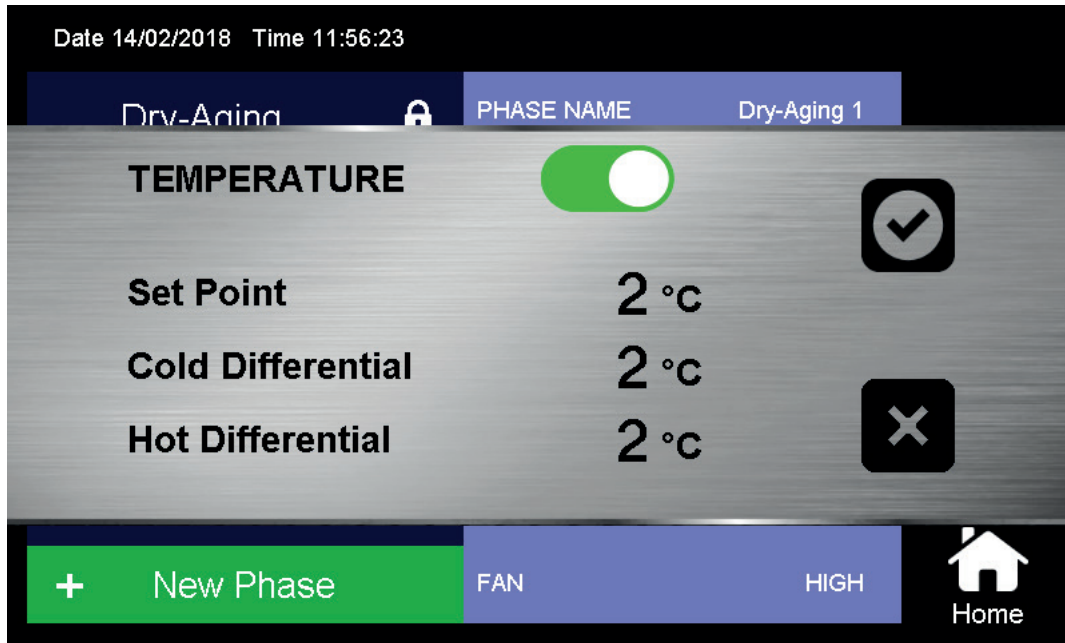 Date 14/02/2018 Time 11:56:23
Dry-Aging
PHASE NAME Dry-Aging 1
TEMPERATURE
Set Point 2 °C
Cold Differential 2 °C
Hot Differential 2 °C
+ New Phase
FAN HIGH
Home